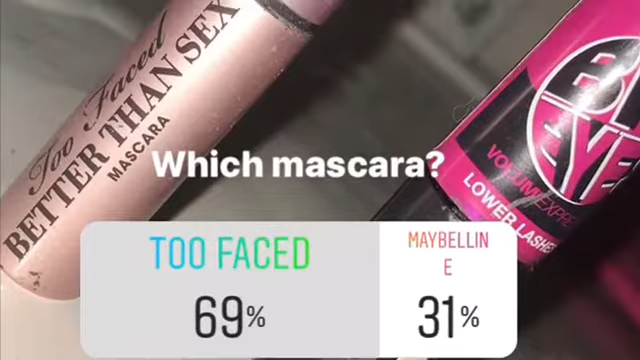 Too Faced
BETTER THAN SEX
MASCARA
Which mascara?
VOLUM'EXPRE
LOWER LASHE
TOO FACED
69%
MAYBELLIN
E
31%